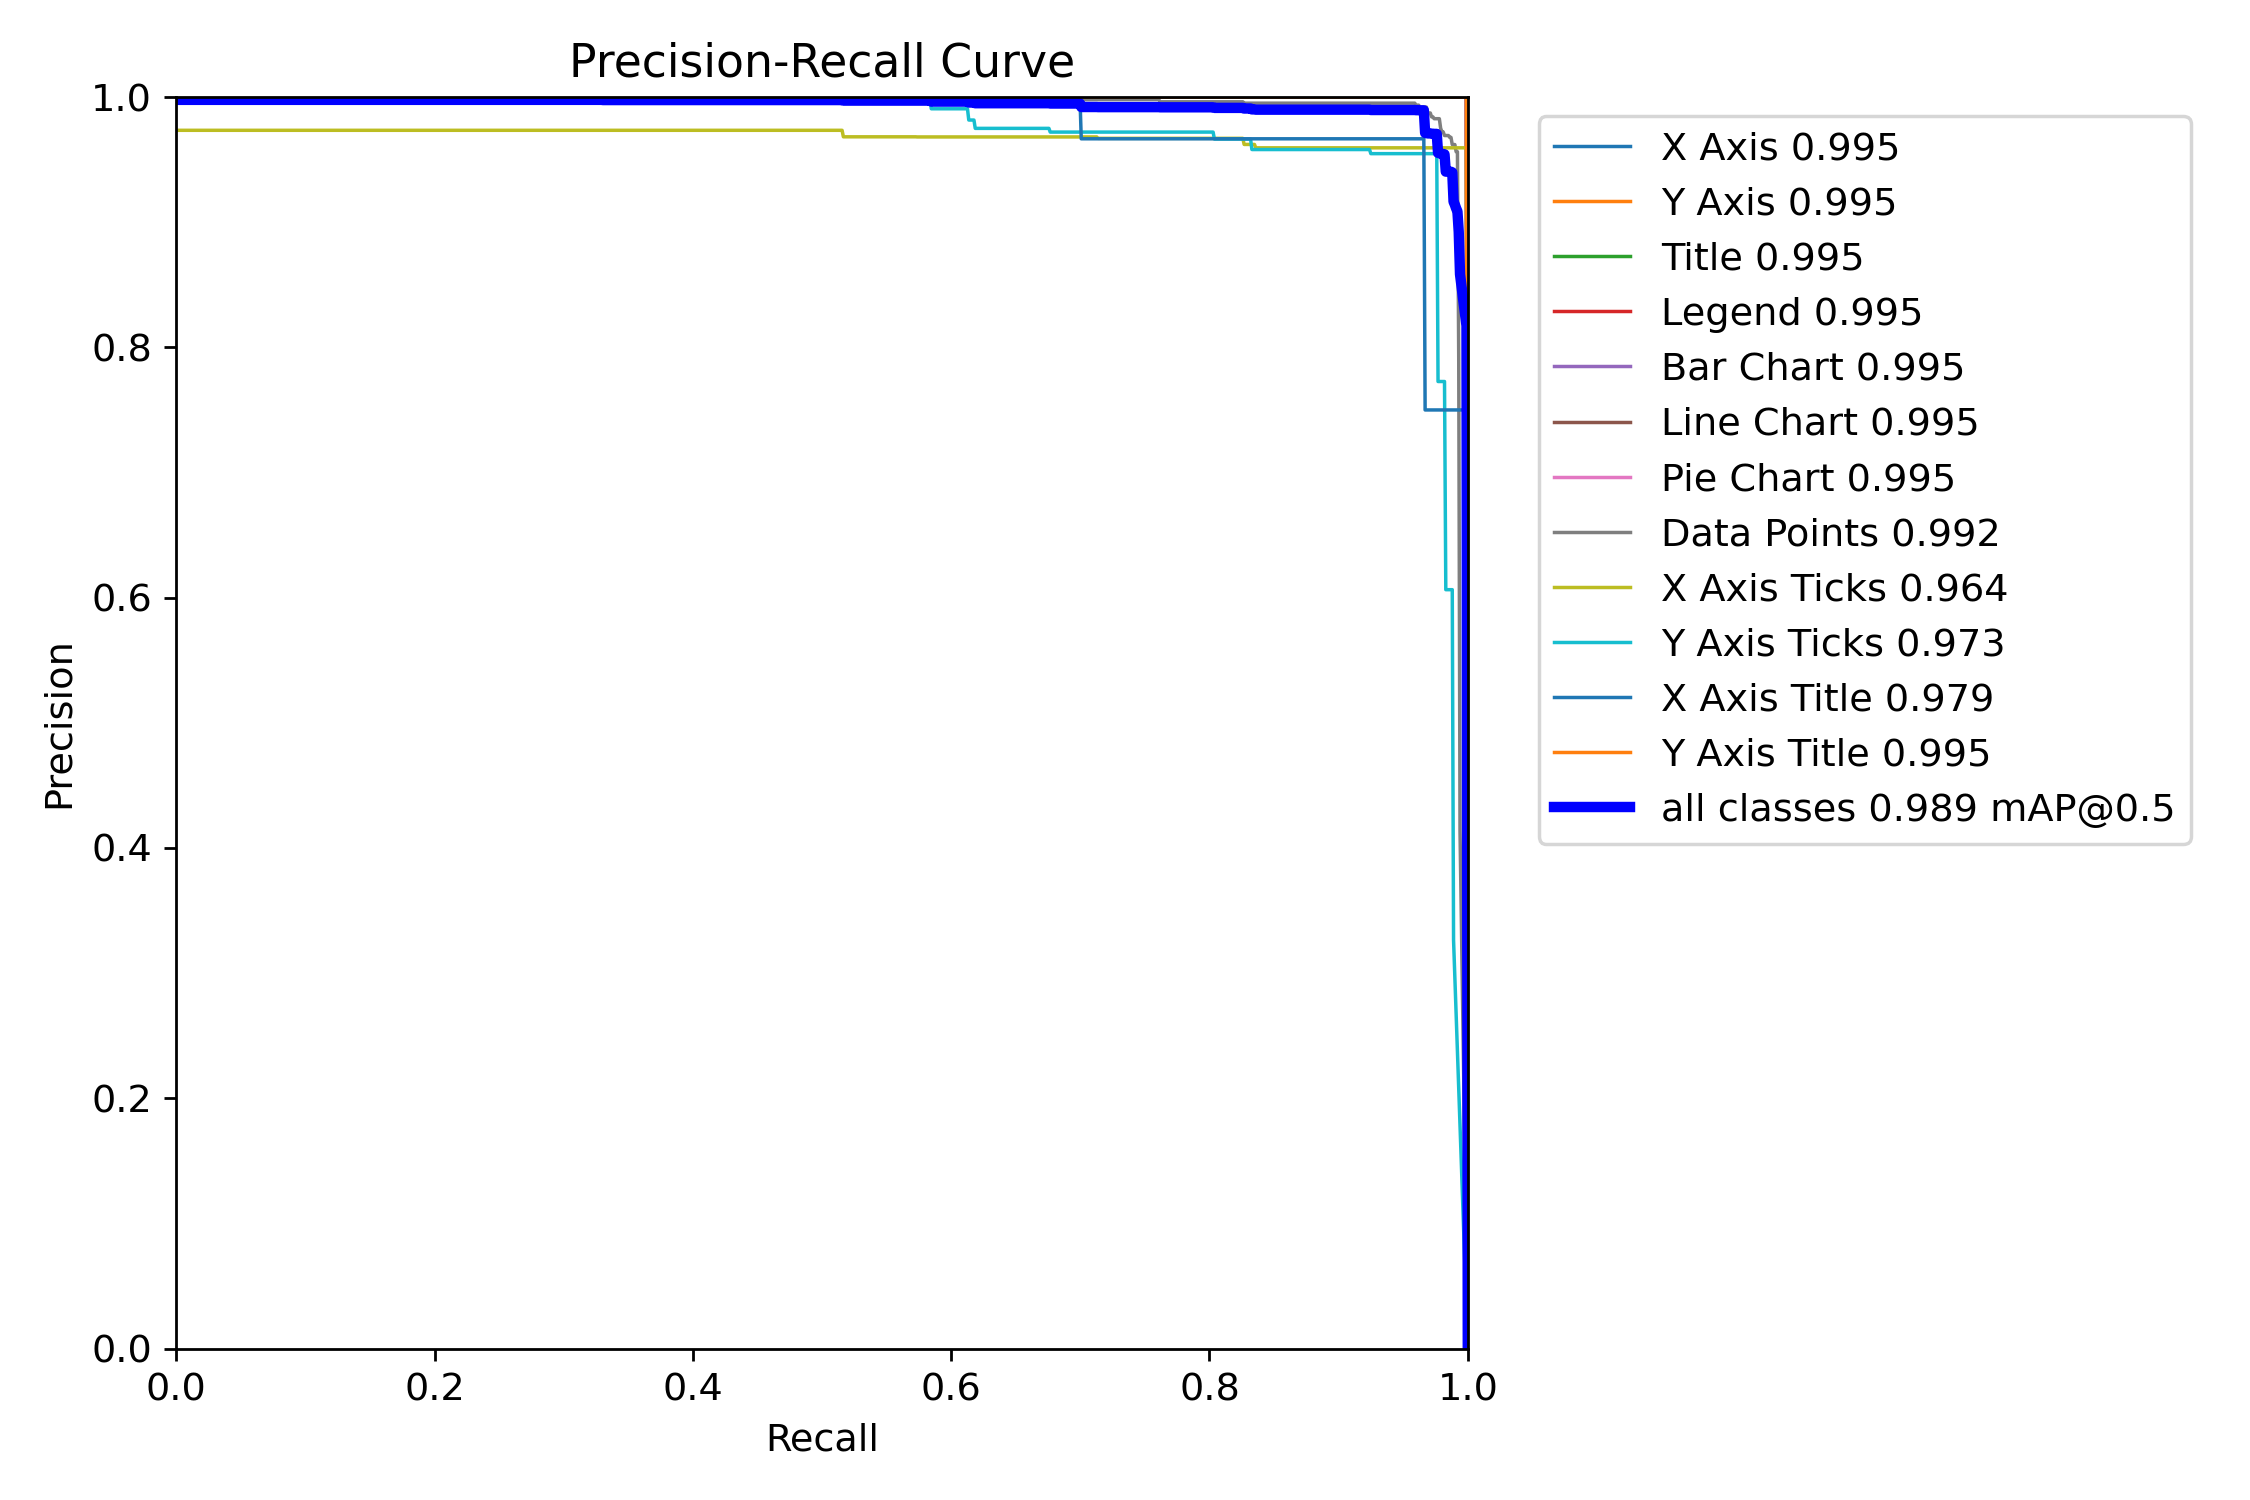 Precision-Recall Curve
1.0
0.8
0.6
0.4
0.2
0.0
Precision
0.0 0.2 0.4 0.6 0.8 1.0
Recall
X Axis 0.995
Y Axis 0.995
Title 0.995
Legend 0.995
Bar Chart 0.995
Line Chart 0.995
Pie Chart 0.995
Data Points 0.992
X Axis Ticks 0.964
Y Axis Ticks 0.973
X Axis Title 0.979
Y Axis Title 0.995
all classes 0.989 mAP@0.5